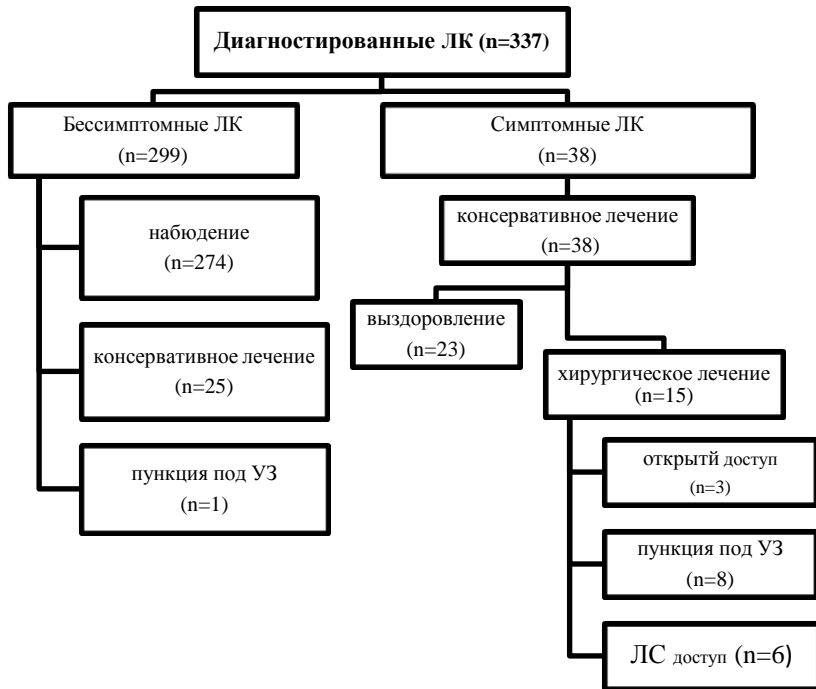 Диагностированные ЛК (n=337)
Бессимптомные ЛК
(n=299)
Симптомные ЛК
(n=38)
набюдение
(n=274)
консервативное лечение
(n=38)
выздоровление
(n=23)
консервативное лечение
(n=25)
хирургическое лечение
(n=15)
пункция под УЗ
(n=1)
открытй доступ
(n=3)
пункция под УЗ
(n=8)
ЛС доступ (n=6)